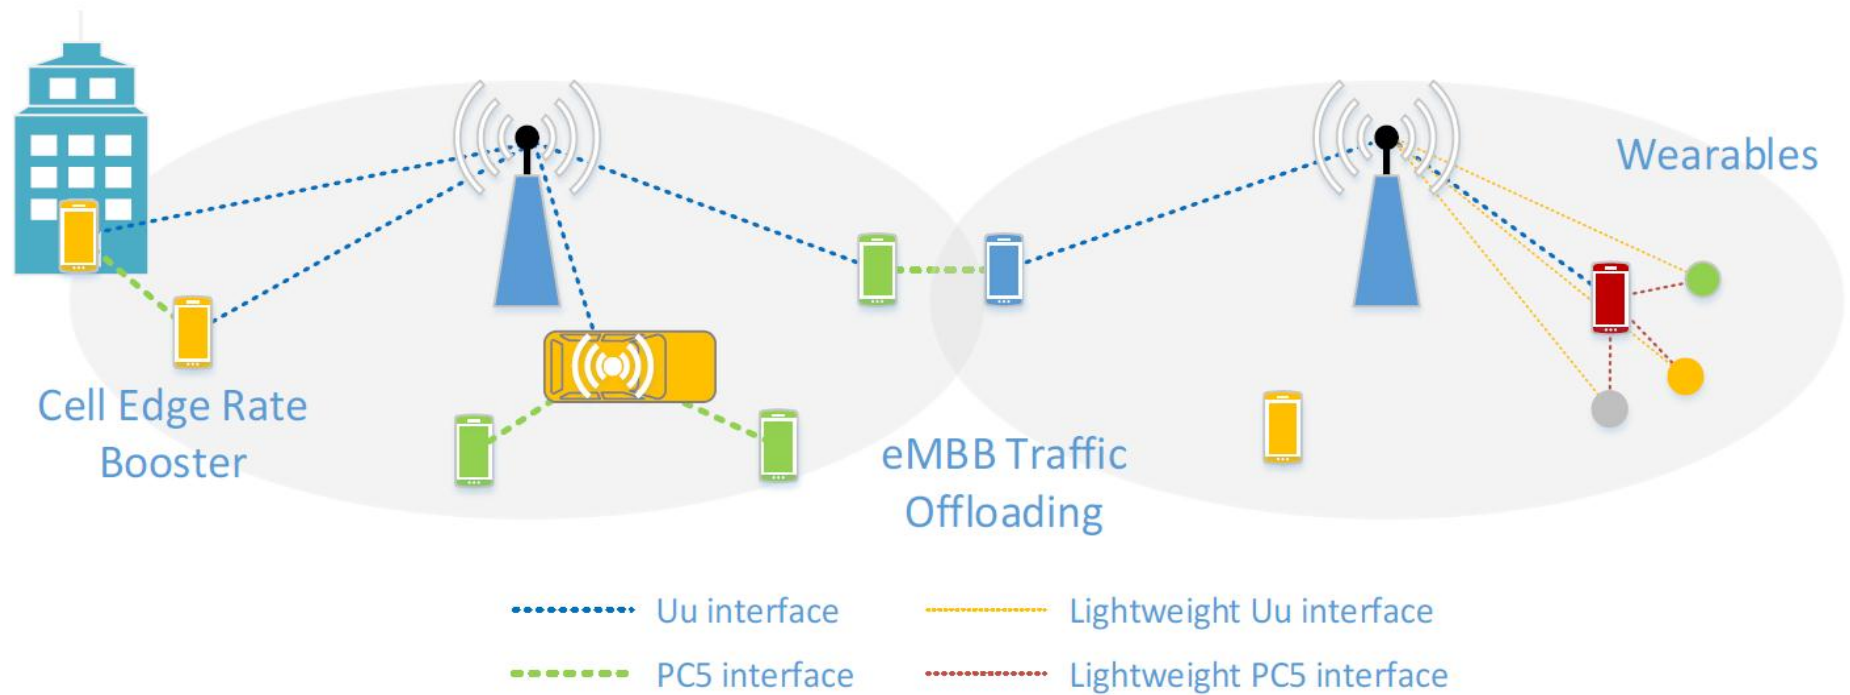 Wearables
Cell Edge Rate
Booster
eMBB Traffic
Offloading
Uu interface
Lightweight Uu interface
PC5 interface
Lightweight PC5 interface